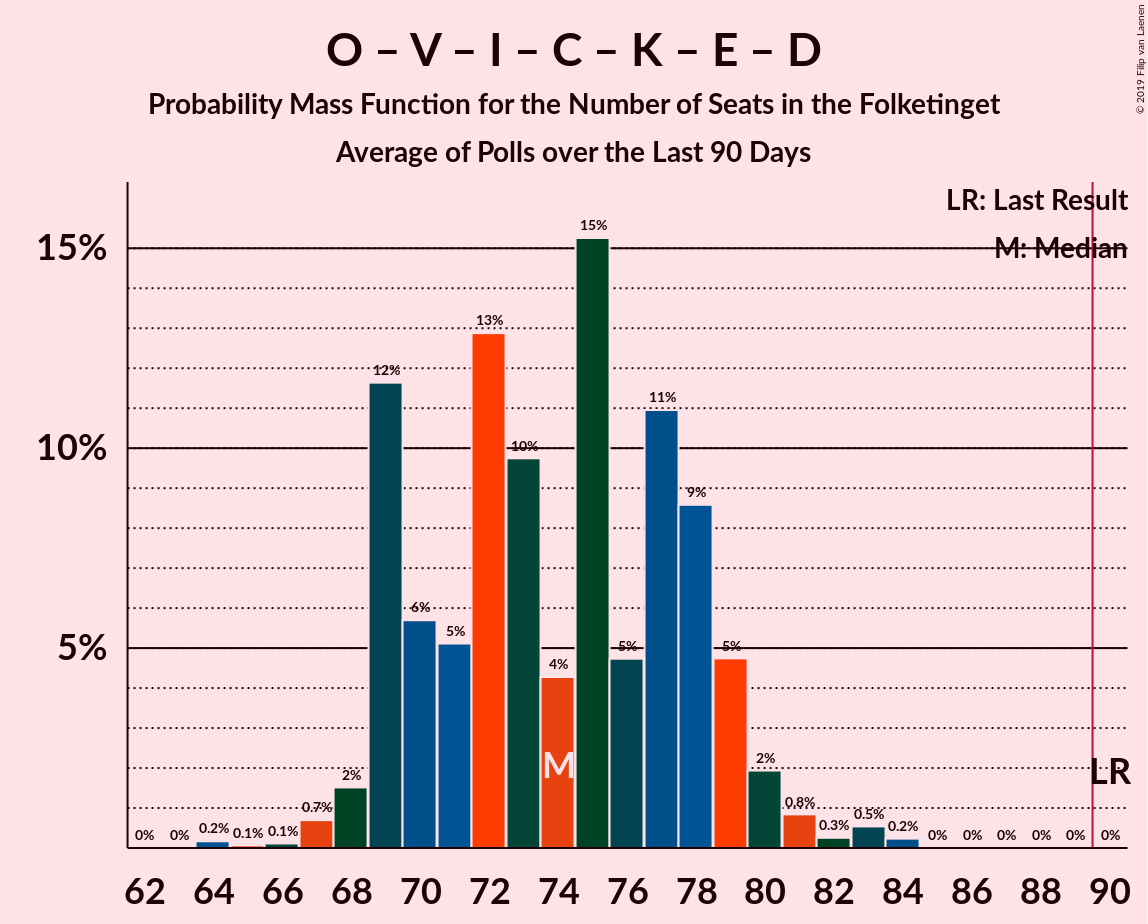 O – V – I – C – K – E – D
Probability Mass Function for the Number of Seats in the Folketinget
Average of Polls over the Last 90 Days
© 2019 Filip van Laenen
LR: Last Result
M: Median
15%
10%
5%
0% 0% 0.2% 0.1% 0.1% 0.7% 2% 12% 6% 5% 13% 10% 4% 15% 5% 11% 9% 5% 2% 0.8% 0.3% 0.5% 0.2% 0% 0% 0% 0% 0% 0%
M
LR
62 64 66 68 70 72 74 76 78 80 82 84 86 88 90